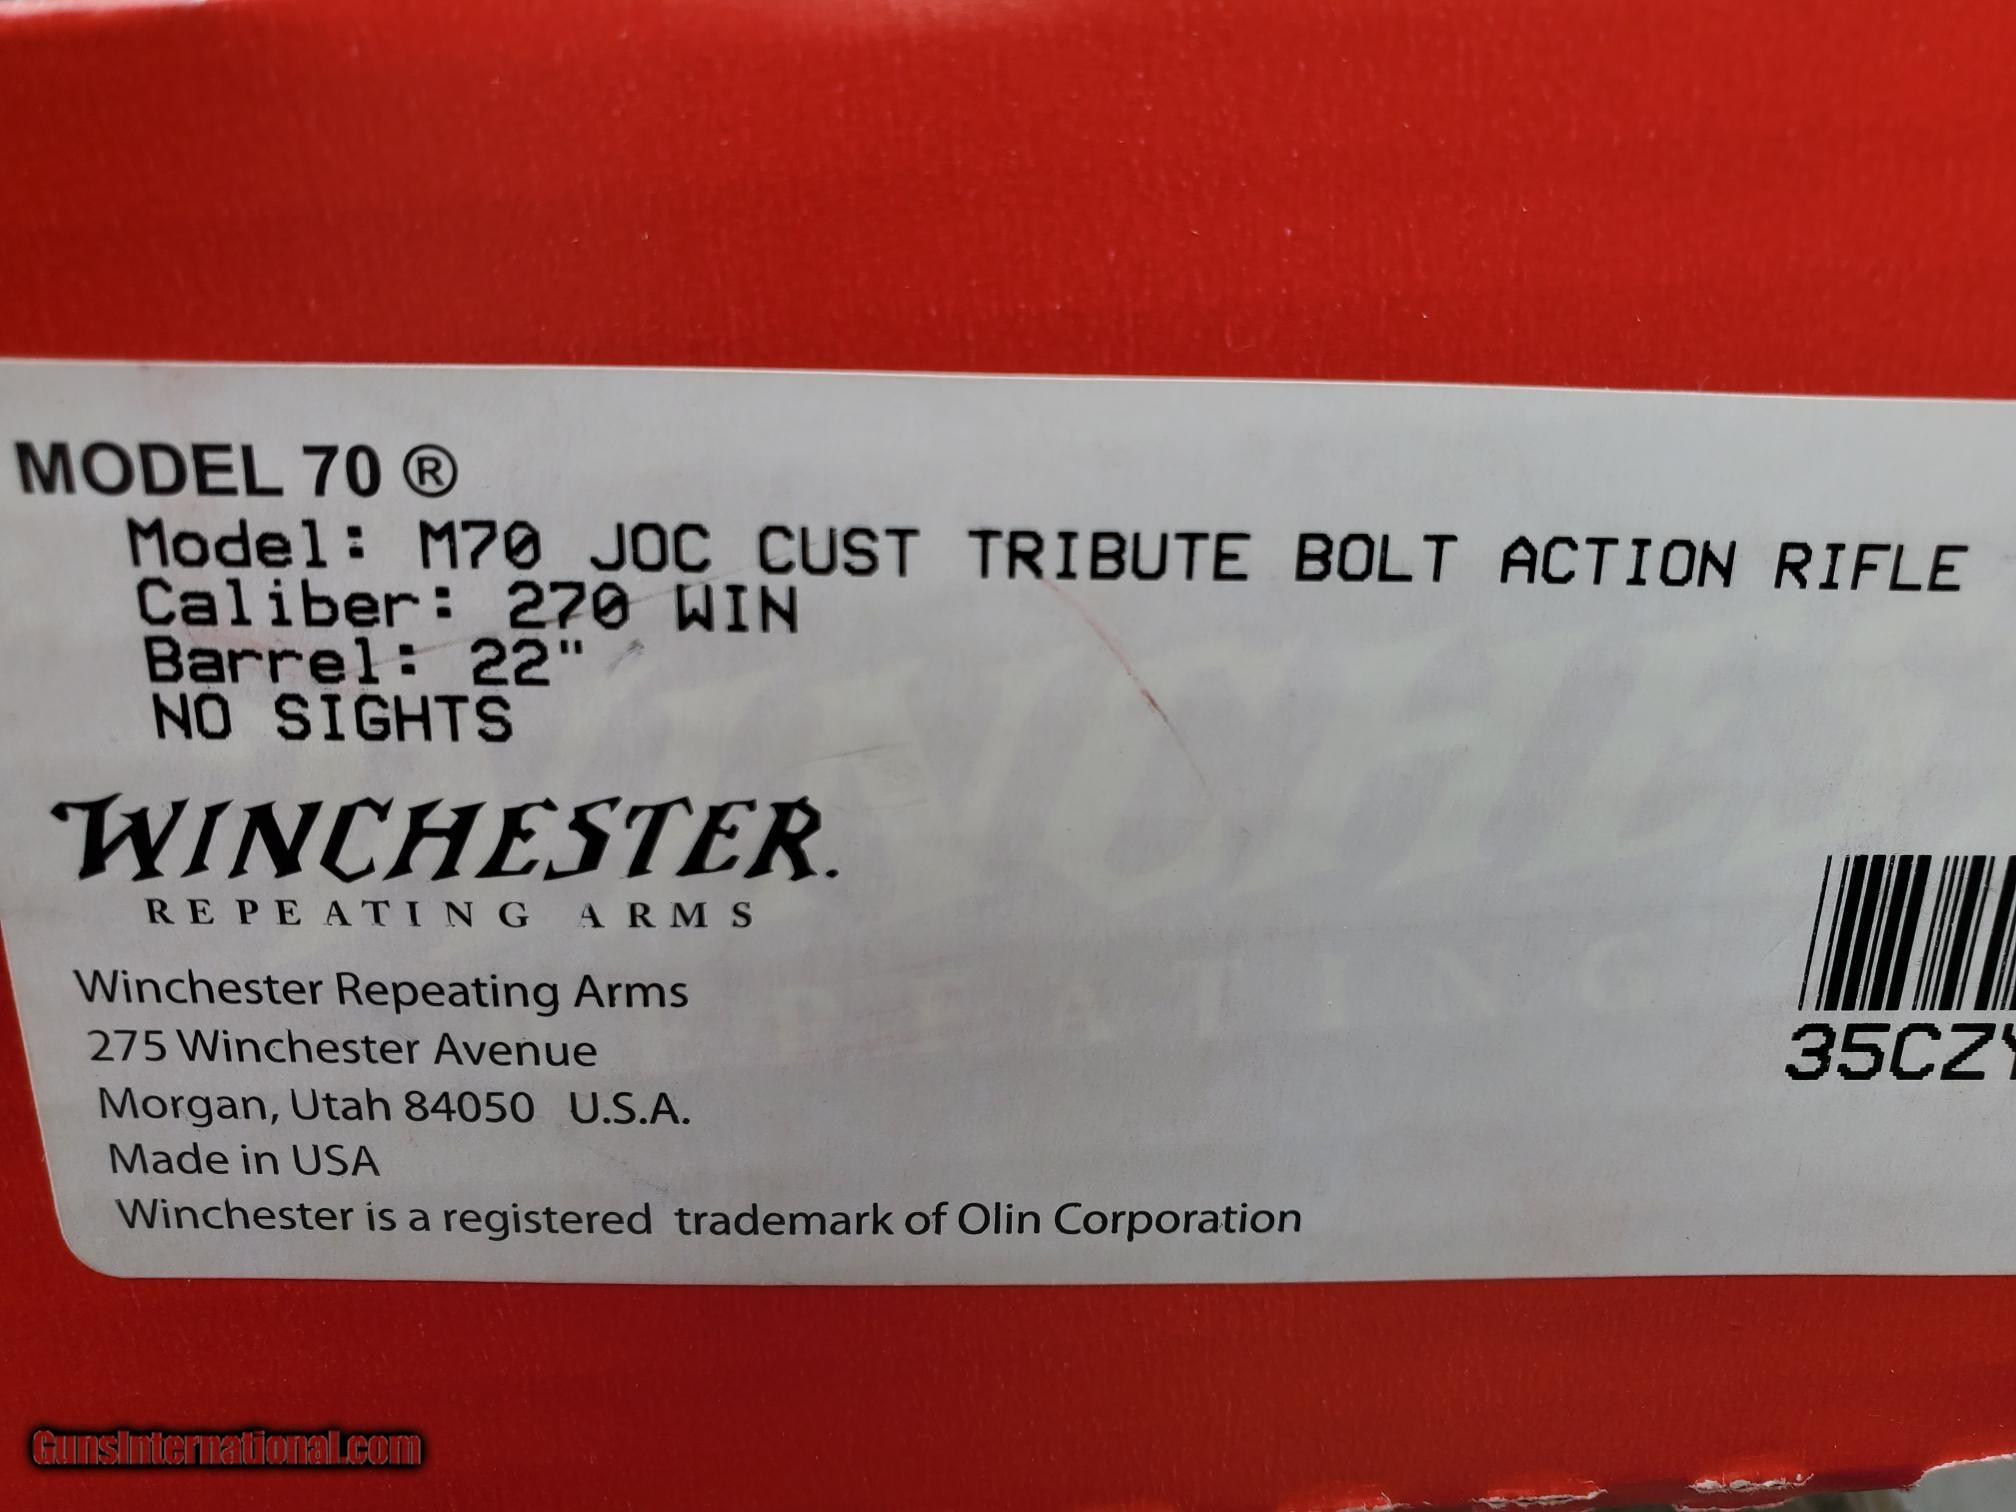 MODEL 70 ®
Model: M70 JOC CUST TRIBUTE BOLT ACTION RIFLE
Caliber: 270 WIN
Barrel: 22"
NO SIGHTS
WINCHESTER.
REPEATING ARMS
Winchester Repeating Arms
275 Winchester Avenue
Morgan, Utah 84050 U.S.A.
Made in USA
Winchester is a registered trademark of Olin Corporation
35CZY
GunsInternational.com